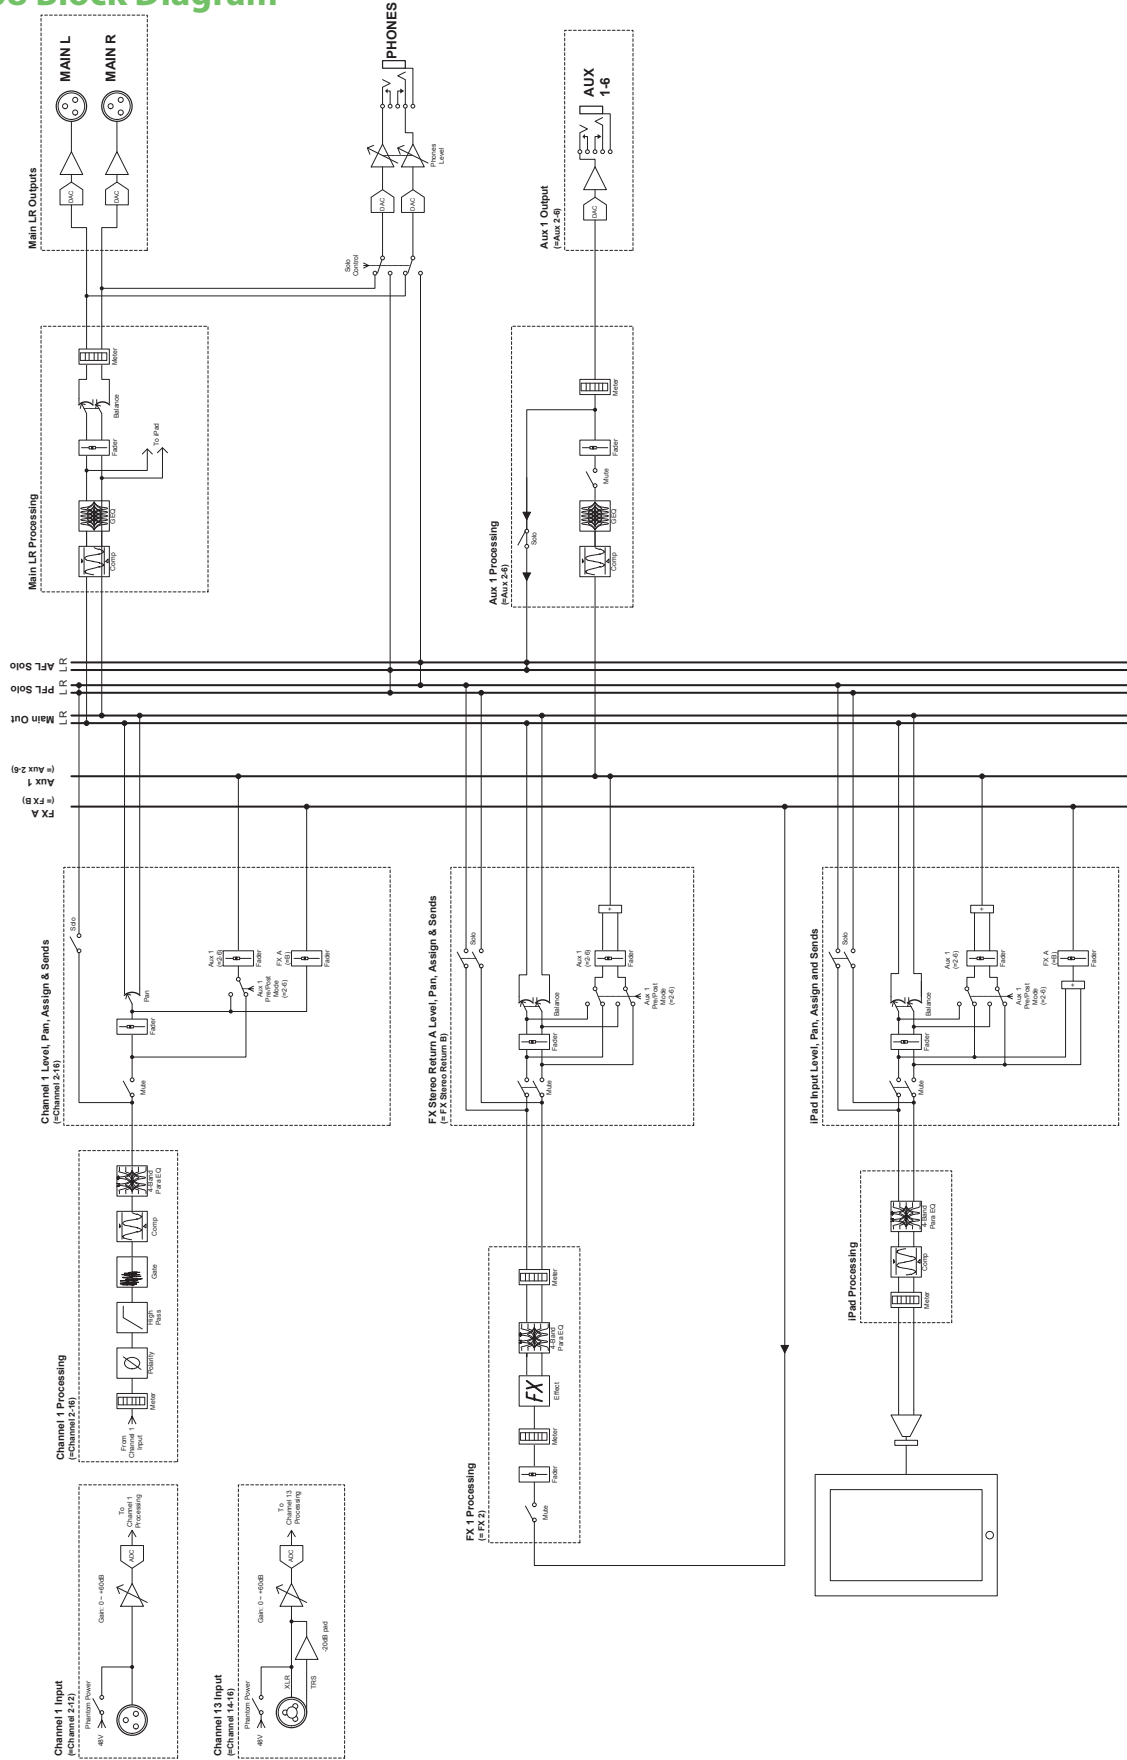 Block Diagram
MAIN L
MAIN R
DAC
DAC
Main LR Outputs
PHONES
Phones
Level
DAC
DAC
Solo
Control
AUX
1-6
DAC
Aux 1 Output
(=Aux 2-6)
Meter
Balance
Fader
To iPad
GEQ
Comp
Main LR Processing
Meter
Fader
Mute
GEQ
Comp
Solo
Aux 1 Processing
(=Aux 2-6)
AFL Solo
L R
PFL Solo
L R
Main Out
L R
Aux 1
(= Aux 2-6)
FX A
(= FX B)
Channel 1 Level, Pan, Assign & Sends
(=Channel 2-16)
Solo
Pan
Fader
Mute
Aux 1
(=2-6)
Fader
FX A
(=B)
Fader
Aux 1
Pre/Post
Mode
(=2-6)
FX Stereo Return A Level, Pan, Assign & Sends
(= FX Stereo Return B)
Solo
Balance
Fader
Mute
Aux 1
(=2-6)
Fader
+
Aux 1
Pre/Post
Mode
(=2-6)
iPad Input Level, Pan, Assign and Sends
Solo
Balance
Fader
Mute
Aux 1
(=2-6)
Fader
+
Aux 1
Pre/Post
Mode
(=2-6)
FX A
(=B)
Fader
+
Channel 1 Processing
(=Channel 2-16)
4-Band
Para EQ
Comp
Gate
High
Pass
Polarity
Meter
From
Channel 1
Input
FX 1 Processing
(= FX 2)
Meter
4-Band
Para EQ
FX
Effect
Meter
Fader
Mute
iPad Processing
4-Band
Para EQ
Comp
Meter
Channel 1 Input
(=Channel 2-12)
Phantom Power
48V
Gain: 0 – +60dB
ADC
To
Channel 1
Processing
Channel 13 Input
(=Channel 14-16)
Phantom Power
48V
XLR
TRS
-20dB pad
Gain: 0 – +60dB
ADC
To
Channel 13
Processing